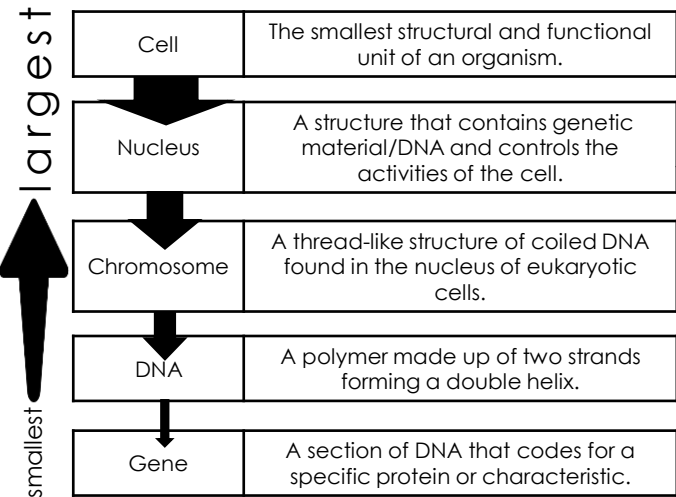 largest
smallest
Cell
The smallest structural and functional
unit of an organism.
Nucleus
A structure that contains genetic
material/DNA and controls the
activities of the cell.
Chromosome
A thread-like structure of coiled DNA
found in the nucleus of eukaryotic
cells.
DNA
A polymer made up of two strands
forming a double helix.
Gene
A section of DNA that codes for a
specific protein or characteristic.